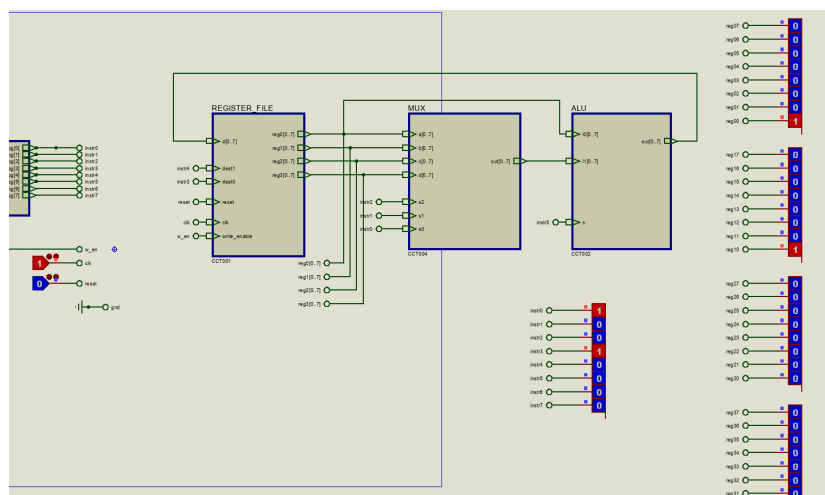 REGISTER_FILE
MUX
ALU
d[0..7]
reg0[0..7]
reg1[0..7]
reg2[0..7]
reg3[0..7]
instr4
dest1
instr3
dest0
reset
reset
clk
clk
w_en
write_enable
CCT001
a[0..7]
b[0..7]
c[0..7]
d[0..7]
out[0..7]
instr2
s2
instr1
s1
instr0
s0
CCT004
i0[0..7]
i1[0..7]
out[0..7]
instr5
s
CCT002
instr0
instr1
instr2
instr3
instr4
instr5
instr6
instr7
w_en
1
clk
0
reset
gnd
reg0[0..7]
reg1[0..7]
reg2[0..7]
reg3[0..7]
instr0 1
instr1 0
instr2 0
instr3 1
instr4 0
instr5 0
instr6 0
instr7 0
reg07 0
reg06 0
reg05 0
reg04 0
reg03 0
reg02 0
reg01 0
reg00 1
reg17 0
reg16 0
reg15 0
reg14 0
reg13 0
reg12 0
reg11 0
reg10 1
reg27 0
reg26 0
reg25 0
reg24 0
reg23 0
reg22 0
reg21 0
reg20 0
reg37 0
reg36 0
reg35 0
reg34 0
reg33 0
reg32 0
reg31 0